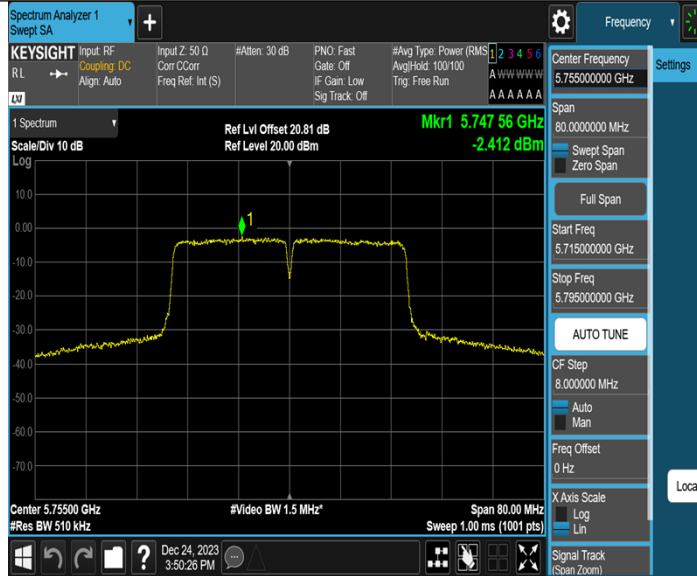 Spectrum Analyzer 1
Swept SA
Frequency
KEYSIGHT
RL
LXI
Input: RF
Coupling: DC
Align: Auto
Input Z: 50 Ω
Corr CCorr
Freq Ref: Int (S)
#Atten: 30 dB
PNO: Fast
Gate: Off
IF Gain: Low
Sig Track: Off
#Avg Type: Power (RMS
Avg|Hold: 100/100
Trig: Free Run
1 2 3 4 5 6
A W W W W W
A A A A A A
1 Spectrum
Scale/Div 10 dB
Log
Ref Lvl Offset 20.81 dB
Ref Level 20.00 dBm
Mkr1 5.747 56 GHz
-2.412 dBm
10.0
0.00
-10.0
-20.0
-30.0
-40.0
-50.0
-60.0
-70.0
1
Center 5.75500 GHz
#Res BW 510 kHz
#Video BW 1.5 MHz*
Span 80.00 MHz
Sweep 1.00 ms (1001 pts)
Dec 24, 2023
3:50:26 PM
?
Center Frequency
5.755000000 GHz
Settings
Span
80.0000000 MHz
Swept Span
Zero Span
Full Span
Start Freq
5.715000000 GHz
Stop Freq
5.795000000 GHz
AUTO TUNE
CF Step
8.000000 MHz
Auto
Man
Freq Offset
0 Hz
X Axis Scale
Log
Lin
Signal Track
(Span Zoom)
Loca